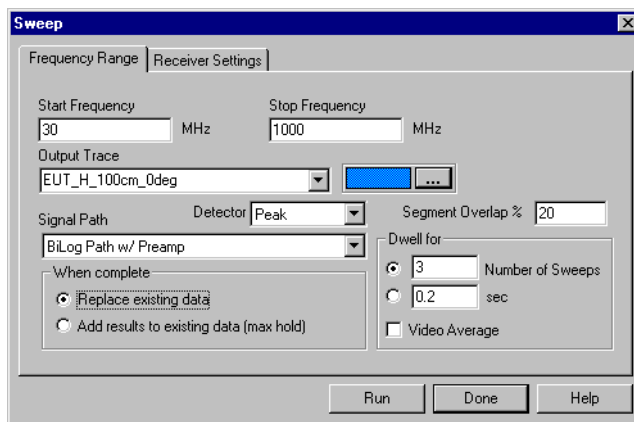 Sweep
Frequency Range Receiver Settings
Start Frequency Stop Frequency
30 MHz 1000 MHz
Output Trace
EUT_H_100cm_0deg ...
Signal Path Detector Peak Segment Overlap % 20
BiLog Path w/ Preamp
Dwell for
When complete
3 Number of Sweeps
Replace existing data
0.2 sec
Add results to existing data (max hold)
Video Average
Run Done Help